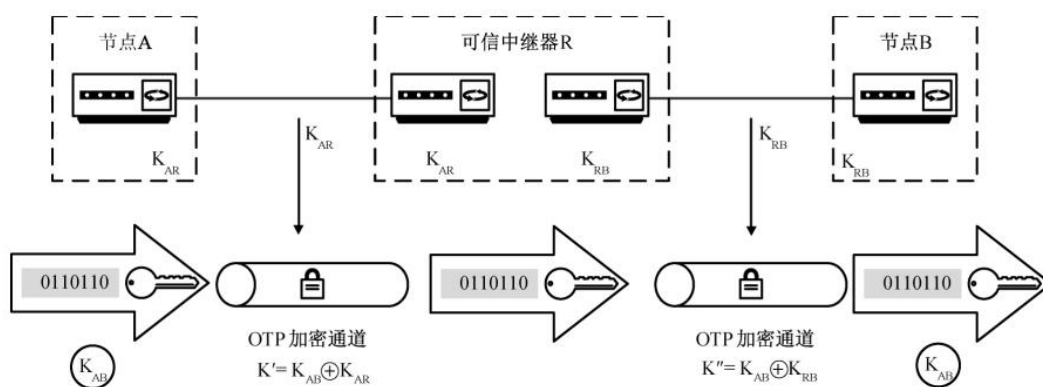 节点A
可信中继器R
节点B
K_AR
K_RB
K_AR
K_AR
K_RB
K_RB
0110110
0110110
0110110
OTP 加密通道
OTP 加密通道
K_AB
K′= K_AB⊕K_AR
K″= K_AB⊕K_RB
K_AB